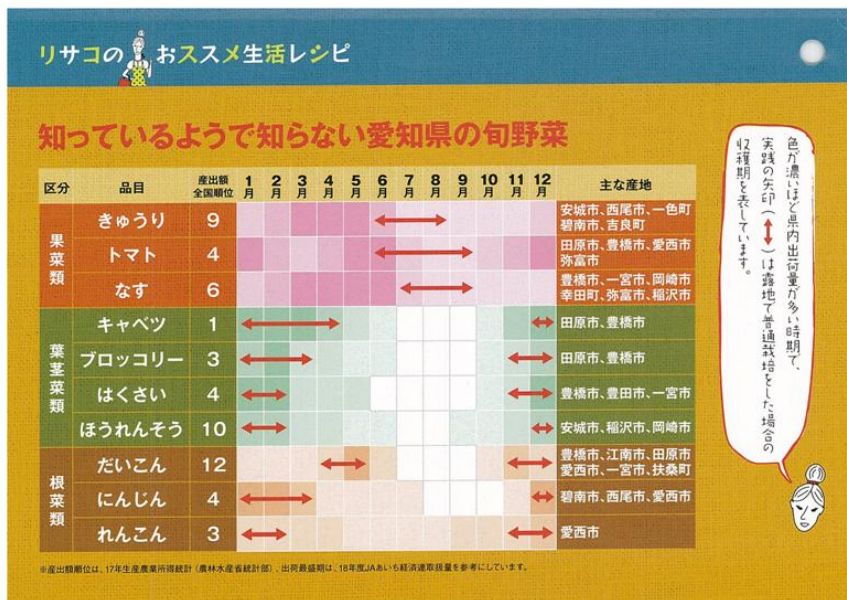 リサコの おススメ生活レシピ
知っているようで知らない愛知県の旬野菜
区分 品目 産出額全国順位 1月 2月 3月 4月 5月 6月 7月 8月 9月 10月 11月 12月 主な産地
果菜類
きゅうり 9 安城市、西尾市、一色町
碧南市、吉良町
トマト 4 田原市、豊橋市、愛西市
弥富市
なす 6 豊橋市、一宮市、岡崎市
幸田町、弥富市、稲沢市
葉茎菜類
キャベツ 1 田原市、豊橋市
ブロッコリー 3 田原市、豊橋市
はくさい 4 豊橋市、豊田市、一宮市
ほうれんそう 10 安城市、稲沢市、岡崎市
根菜類
だいこん 12 豊橋市、江南市、田原市
愛西市、一宮市、扶桑町
にんじん 4 碧南市、西尾市、愛西市
れんこん 3 愛西市
※産出額順位は、17年生産農業所得統計（農林水産省統計部）、出荷最盛期は、18年度JAあいち経済連取扱量を参考にしています。
色が濃いほど県内出荷量が多い時期で、
実践の矢印（↔）は露地で普通栽培をした場合の
収穫期を表しています。